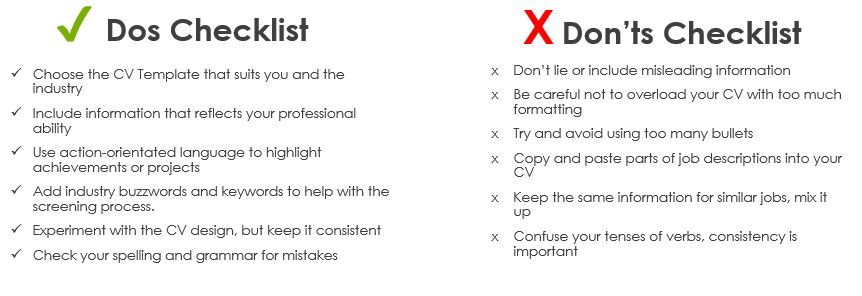 ✓ Dos Checklist
✓ Choose the CV Template that suits you and the
industry
✓ Include information that reflects your professional
ability
✓ Use action-orientated language to highlight
achievements or projects
✓ Add industry buzzwords and keywords to help with the
screening process.
✓ Experiment with the CV design, but keep it consistent
✓ Check your spelling and grammar for mistakes
X Don’ts Checklist
x Don’t lie or include misleading information
x Be careful not to overload your CV with too much
formatting
x Try and avoid using too many bullets
x Copy and paste parts of job descriptions into your
CV
x Keep the same information for similar jobs, mix it
up
x Confuse your tenses of verbs, consistency is
important